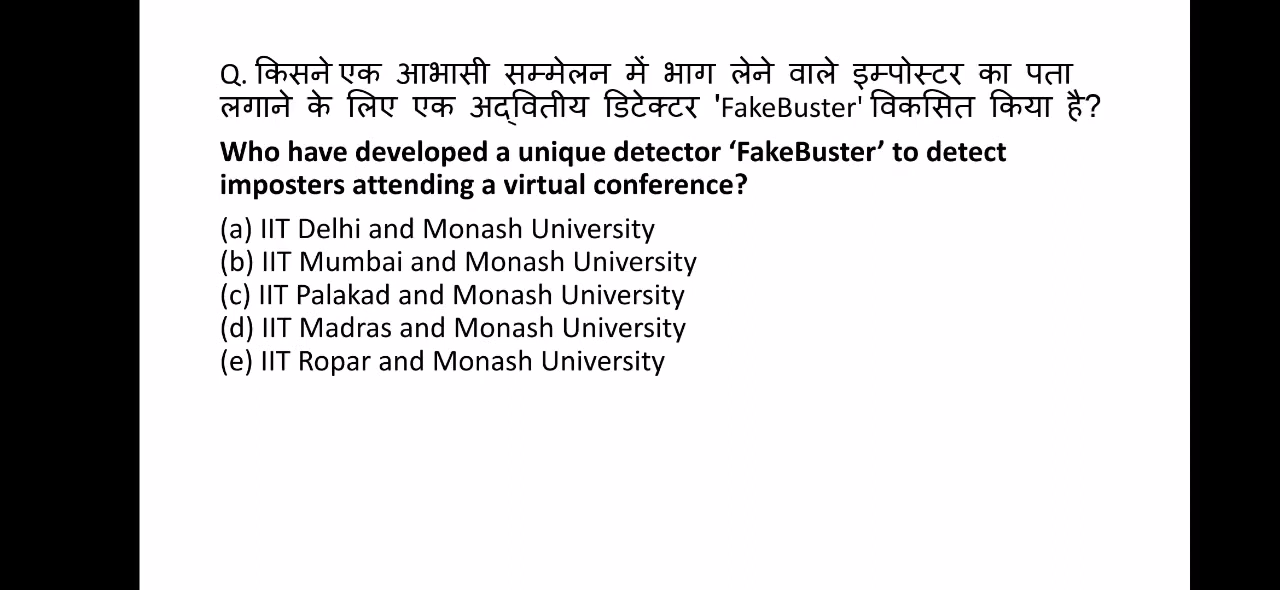 Q. किसने एक आभासी सम्मेलन में भाग लेने वाले इम्पोस्टर का पता
लगाने के लिए एक अद्वितीय डिटेक्टर 'FakeBuster' विकसित किया है?
Who have developed a unique detector ‘FakeBuster’ to detect
imposters attending a virtual conference?
(a) IIT Delhi and Monash University
(b) IIT Mumbai and Monash University
(c) IIT Palakad and Monash University
(d) IIT Madras and Monash University
(e) IIT Ropar and Monash University